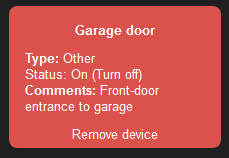 Garage door
Type: Other
Status: On (Turn off)
Comments: Front-door
entrance to garage
Remove device